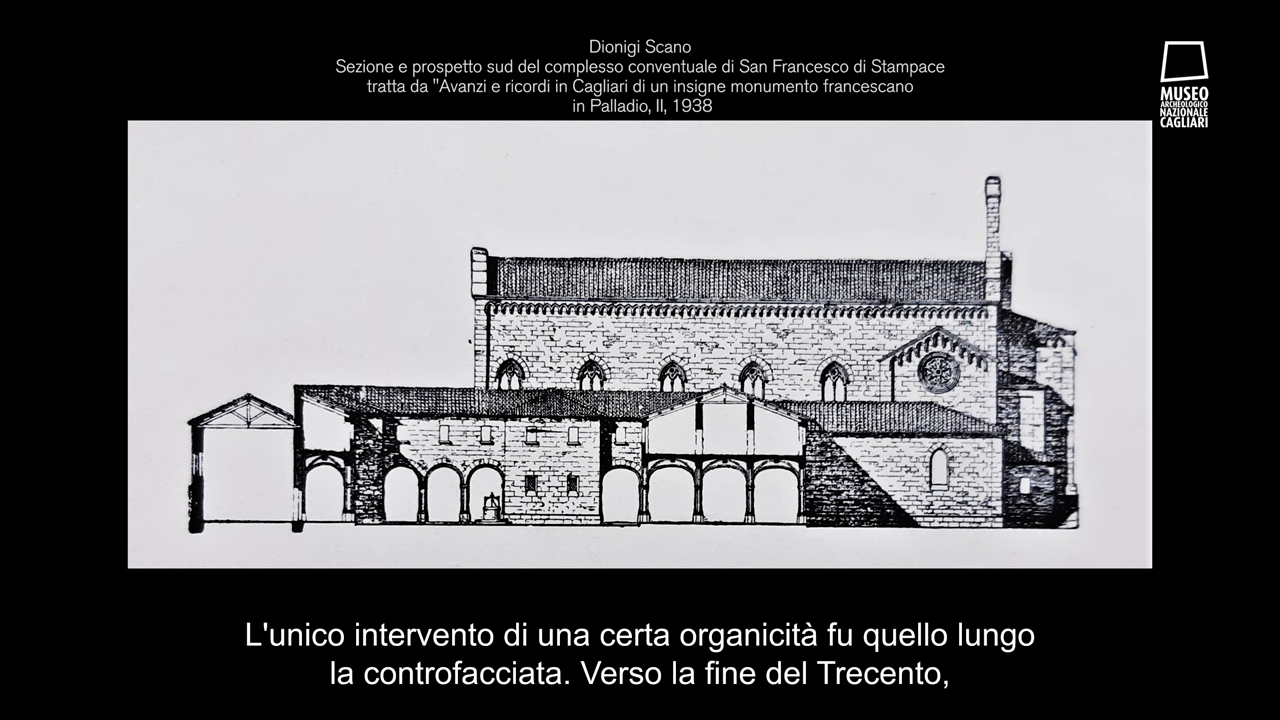 Dionigi Scano
Sezione e prospetto sud del complesso conventuale di San Francesco di Stampace
tratta da "Avanzi e ricordi in Cagliari di un insigne monumento francescano
in Palladio, II, 1938
MUSEO
ARCHEOLOGICO
NAZIONALE
CAGLIARI
L'unico intervento di una certa organicità fu quello lungo
la controfacciata. Verso la fine del Trecento,